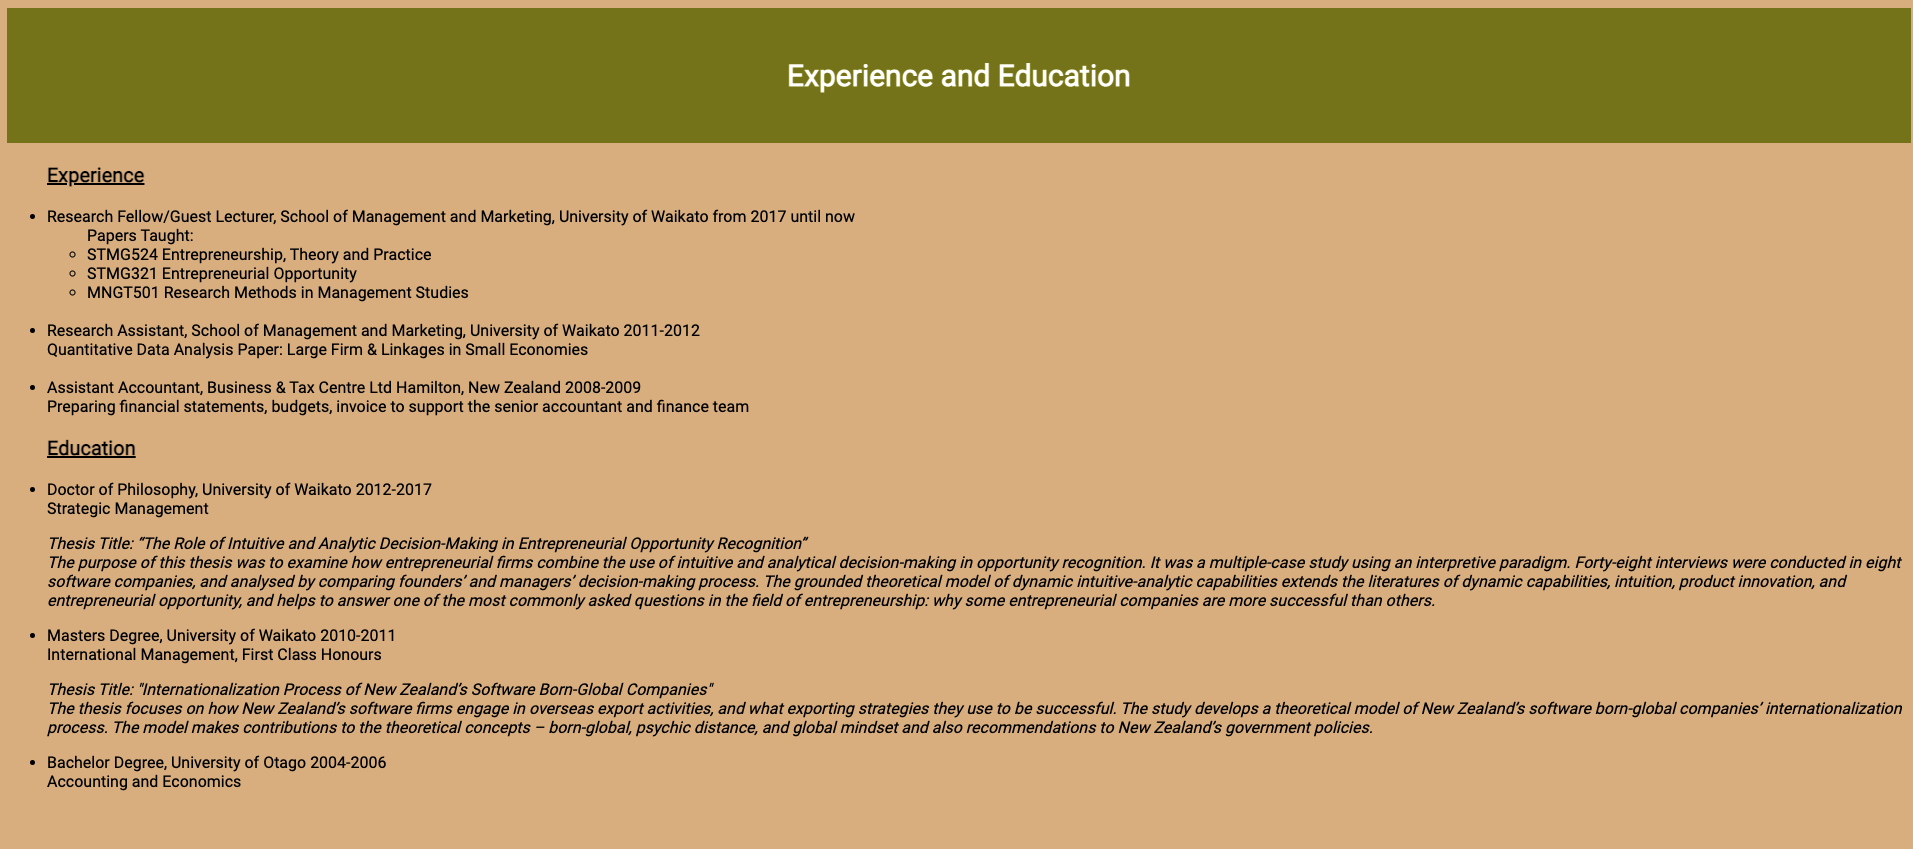 Experience and Education
Experience
Research Fellow/Guest Lecturer, School of Management and Marketing, University of Waikato from 2017 until now
Papers Taught:
STMG524 Entrepreneurship, Theory and Practice
STMG321 Entrepreneurial Opportunity
MNGT501 Research Methods in Management Studies
Research Assistant, School of Management and Marketing, University of Waikato 2011-2012
Quantitative Data Analysis Paper: Large Firm & Linkages in Small Economies
Assistant Accountant, Business & Tax Centre Ltd Hamilton, New Zealand 2008-2009
Preparing financial statements, budgets, invoice to support the senior accountant and finance team
Education
Doctor of Philosophy, University of Waikato 2012-2017
Strategic Management
Thesis Title: “The Role of Intuitive and Analytic Decision-Making in Entrepreneurial Opportunity Recognition”
The purpose of this thesis was to examine how entrepreneurial firms combine the use of intuitive and analytical decision-making in opportunity recognition. It was a multiple-case study using an interpretive paradigm. Forty-eight interviews were conducted in eight
software companies, and analysed by comparing founders’ and managers’ decision-making process. The grounded theoretical model of dynamic intuitive-analytic capabilities extends the literatures of dynamic capabilities, intuition, product innovation, and
entrepreneurial opportunity, and helps to answer one of the most commonly asked questions in the field of entrepreneurship: why some entrepreneurial companies are more successful than others.
Masters Degree, University of Waikato 2010-2011
International Management, First Class Honours
Thesis Title: "Internationalization Process of New Zealand’s Software Born-Global Companies"
The thesis focuses on how New Zealand’s software firms engage in overseas export activities, and what exporting strategies they use to be successful. The study develops a theoretical model of New Zealand’s software born-global companies’ internationalization
process. The model makes contributions to the theoretical concepts – born-global, psychic distance, and global mindset and also recommendations to New Zealand’s government policies.
Bachelor Degree, University of Otago 2004-2006
Accounting and Economics